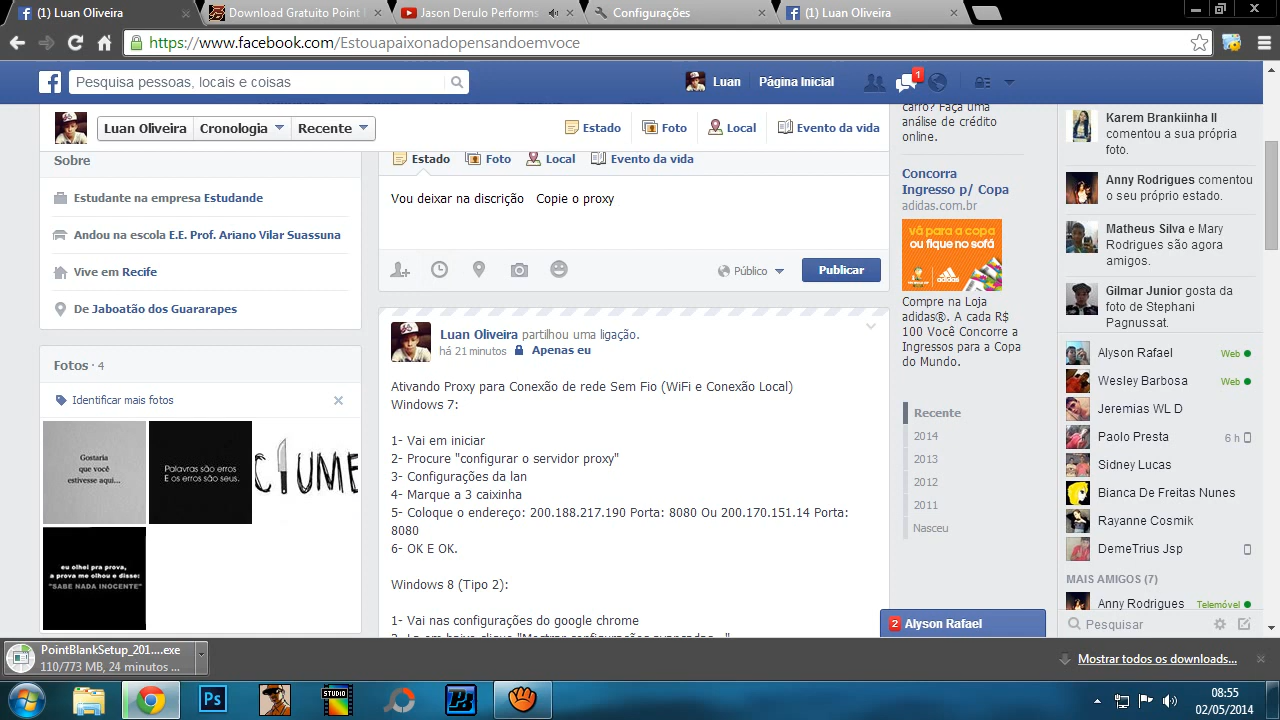 (1) Luan Oliveira
Download Gratuito Point
Jason Derulo Performs
Configurações
(1) Luan Oliveira
https://www.facebook.com/Estouapaixonadopensandoemvoce
Pesquisa pessoas, locais e coisas
Luan
Página Inicial
1
Luan Oliveira
Cronologia
Recente
Estado
Foto
Local
Evento da vida
Sobre
Estudante na empresa Estudande
Andou na escola E.E. Prof. Ariano Vilar Suassuna
Vive em Recife
De Jaboatão dos Guararapes
Fotos · 4
Identificar mais fotos
Gostaria
que você
estivesse aqui...
Palavras são erros
E os erros são seus.
CIUME
eu olhei pra prova,
a prova me olhou e disse:
"SABE NADA INOCENTE"
Estado
Foto
Local
Evento da vida
Vou deixar na discrição   Copie o proxy
Público
Publicar
Luan Oliveira partilhou uma ligação.
há 21 minutos
Apenas eu
Ativando Proxy para Conexão de rede Sem Fio (WiFi e Conexão Local)
Windows 7:
1- Vai em iniciar
2- Procure "configurar o servidor proxy"
3- Configurações da lan
4- Marque a 3 caixinha
5- Coloque o endereço: 200.188.217.190 Porta: 8080 Ou 200.170.151.14 Porta:
8080
6- OK E OK.
Windows 8 (Tipo 2):
1- Vai nas configurações do google chrome
carro? Faça uma
análise de crédito
online.
Concorra
Ingresso p/ Copa
adidas.com.br
vá para a copa
ou fique no sofá
adidas
Compre na Loja
adidas®. A cada R$
100 Você Concorre a
Ingressos para a Copa
do Mundo.
Recente
2014
2013
2012
2011
Nasceu
Karem Brankiinha II
comentou a sua própria
foto.
Anny Rodrigues comentou
o seu próprio estado.
Matheus Silva e Mary
Rodrigues são agora
amigos.
Gilmar Junior gosta da
foto de Stephani
Pagnussat.
Alyson Rafael Web
Wesley Barbosa Web
Jeremias WL D
Paolo Presta 6 h
Sidney Lucas
Bianca De Freitas Nunes
Rayanne Cosmik
DemeTrius Jsp
MAIS AMIGOS (7)
Anny Rodrigues Telemóvel
Pesquisar
2 Alyson Rafael
PointBlankSetup_201....exe
110/773 MB, 24 minutos ...
Mostrar todos os downloads...
Ps
STUDIO
08:55
02/05/2014